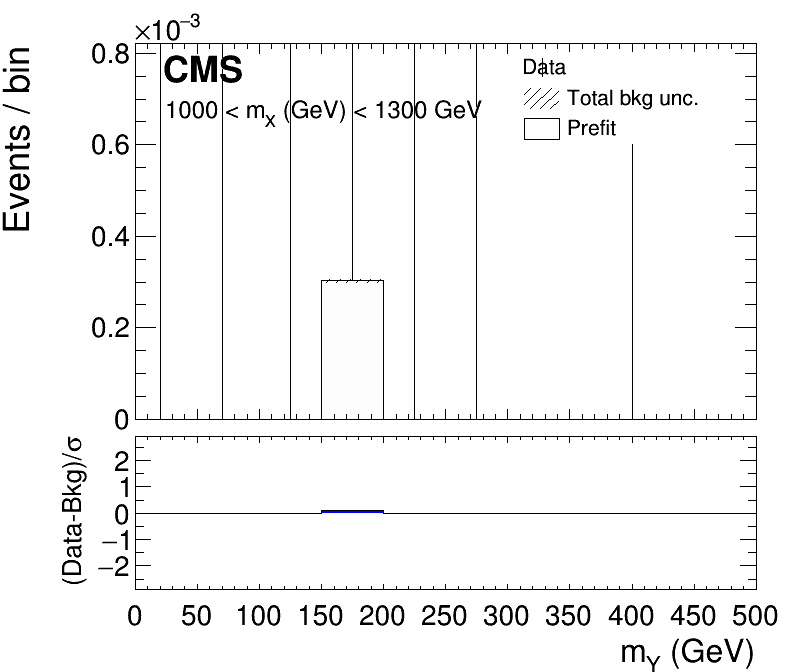 ×10⁻³
Events / bin
0.8
0.6
0.4
0.2
0
CMS
1000 < m_X (GeV) < 1300 GeV
Data
Total bkg unc.
Prefit
(Data-Bkg)/σ
2
1
0
−1
−2
0 50 100 150 200 250 300 350 400 450 500
m_Y (GeV)